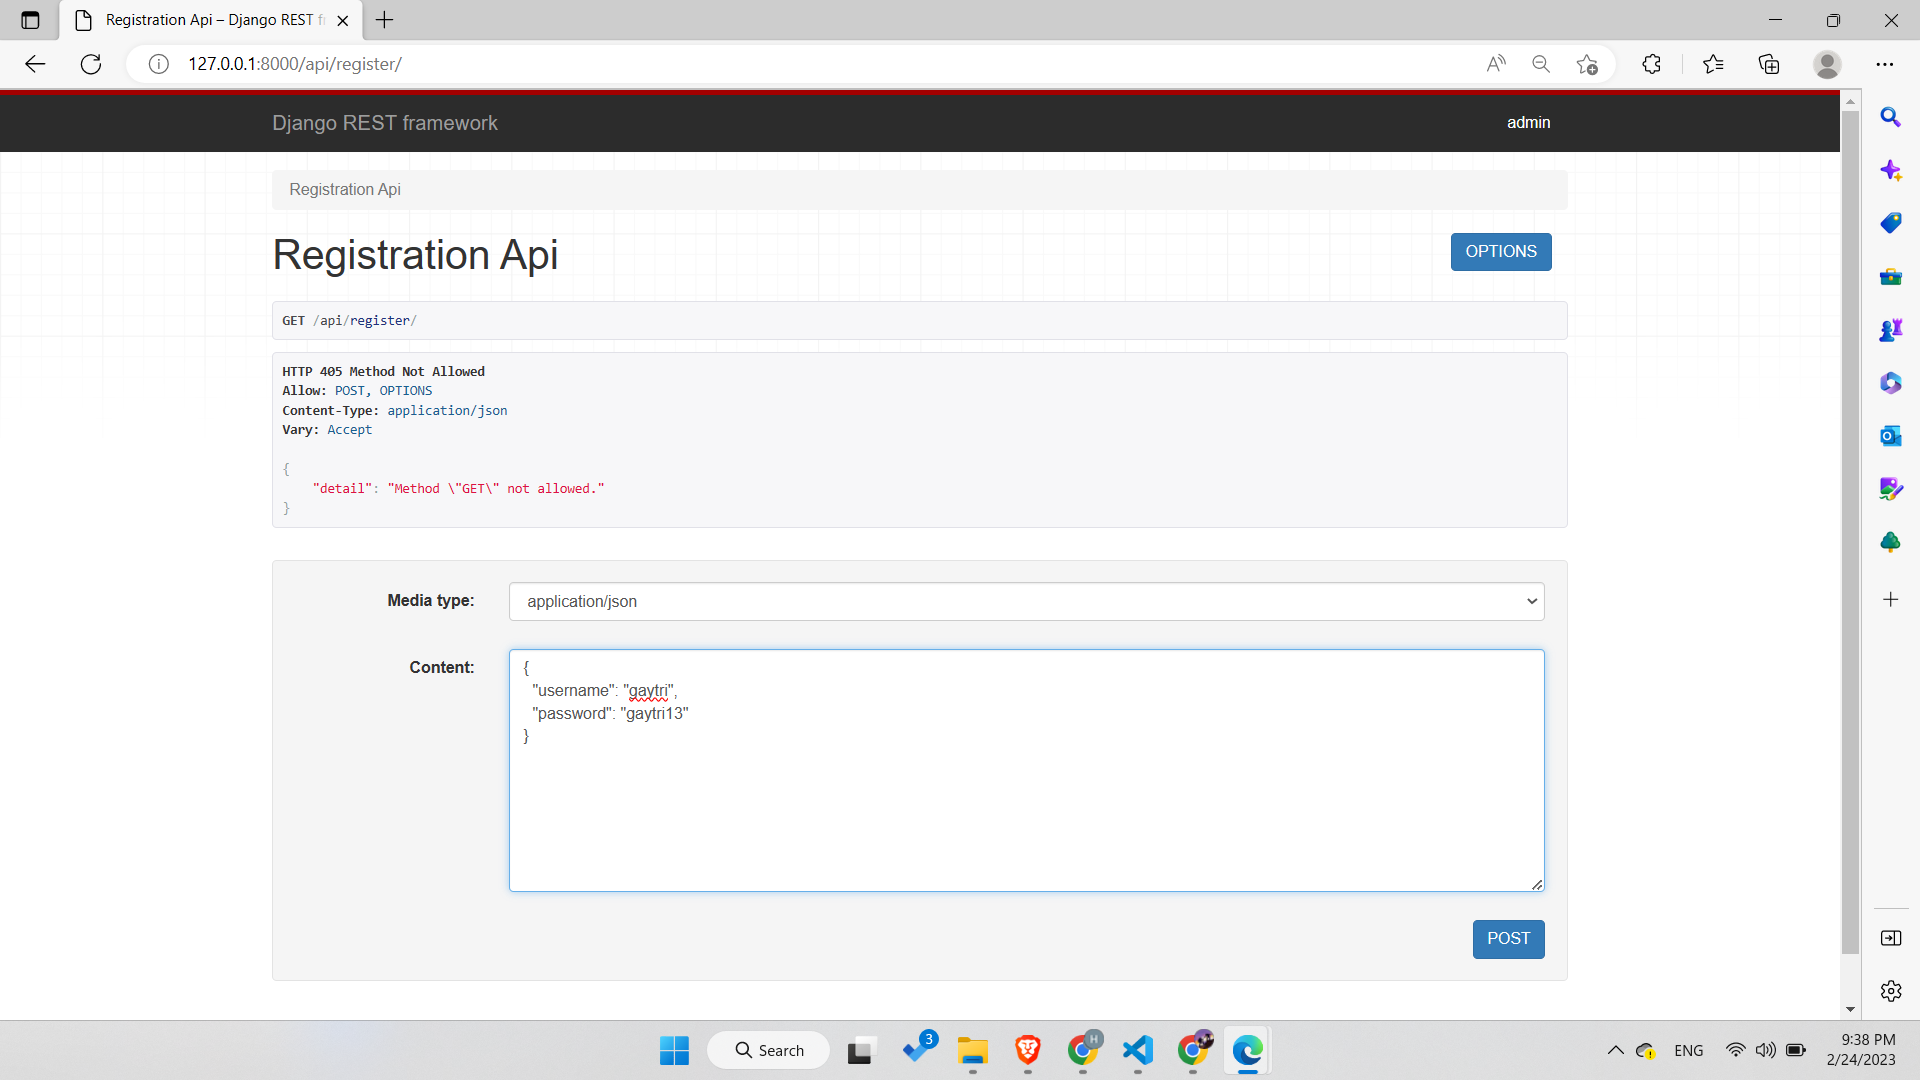 Registration Api – Django REST f
127.0.0.1:8000/api/register/
Django REST framework
admin
Registration Api
Registration Api
OPTIONS
GET /api/register/
HTTP 405 Method Not Allowed
Allow: POST, OPTIONS
Content-Type: application/json
Vary: Accept
{
"detail": "Method \"GET\" not allowed."
}
Media type:
application/json
Content:
{
"username": "gaytri",
"password": "gaytri13"
}
POST
Search
3
H
ENG
9:38 PM
2/24/2023